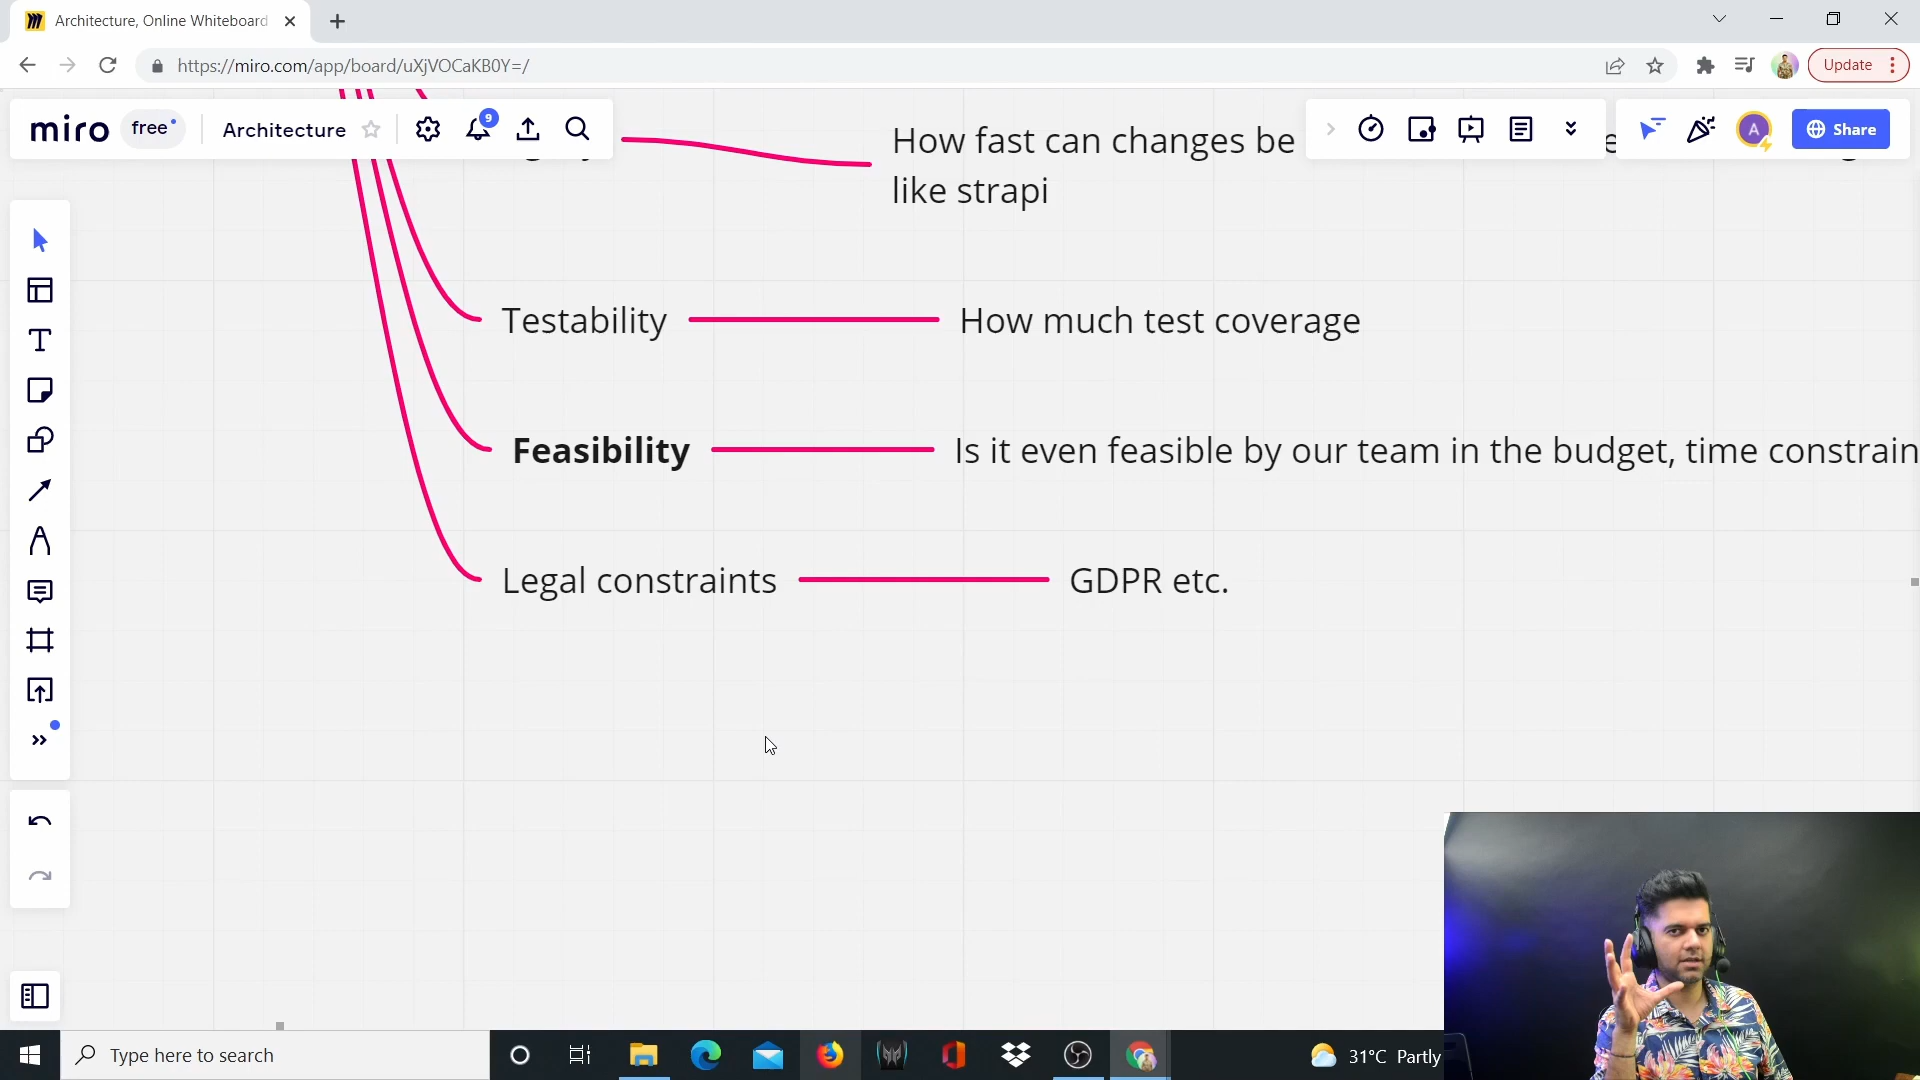 Architecture, Online Whiteboard
https://miro.com/app/board/uXjVOCaKB0Y=/
Update
miro
free
Architecture
9
A
Share
How fast can changes be
like strapi
Testability
How much test coverage
Feasibility
Is it even feasible by our team in the budget, time constrain
Legal constraints
GDPR etc.
Type here to search
31°C Partly